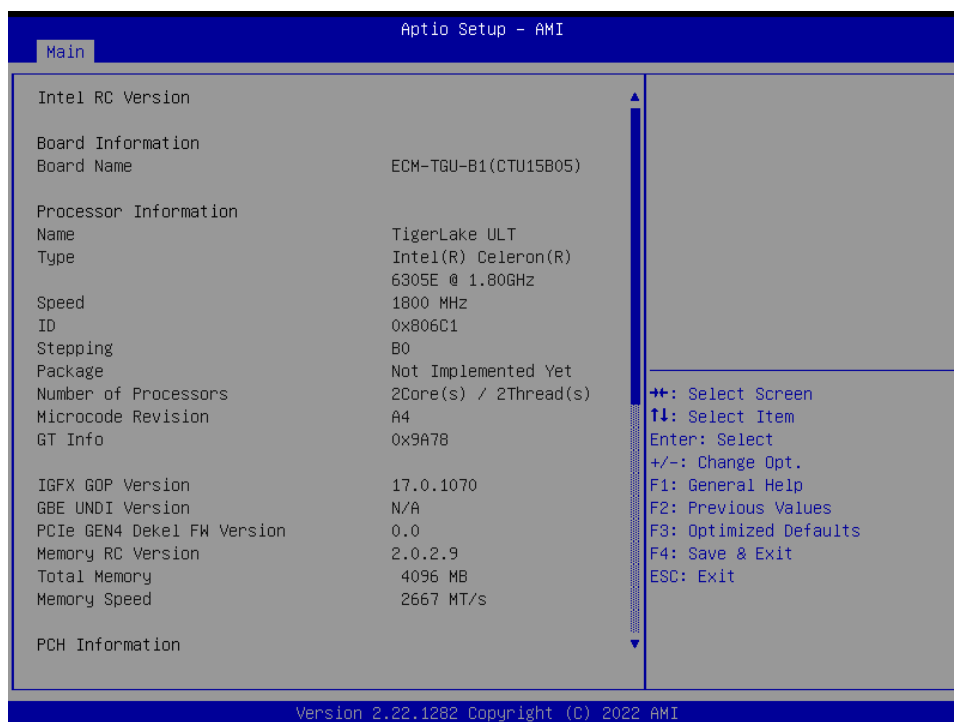 Aptio Setup – AMI
Main
Intel RC Version
Board Information
Board Name ECM-TGU-B1(CTU15B05)
Processor Information
Name TigerLake ULT
Type Intel(R) Celeron(R)
6305E @ 1.80GHz
Speed 1800 MHz
ID 0x806C1
Stepping B0
Package Not Implemented Yet
Number of Processors 2Core(s) / 2Thread(s)
Microcode Revision A4
GT Info 0x9A78
IGFX GOP Version 17.0.1070
GBE UNDI Version N/A
PCIe GEN4 Dekel FW Version 0.0
Memory RC Version 2.0.2.9
Total Memory 4096 MB
Memory Speed 2667 MT/s
PCH Information
→←: Select Screen
↑↓: Select Item
Enter: Select
+/-: Change Opt.
F1: General Help
F2: Previous Values
F3: Optimized Defaults
F4: Save & Exit
ESC: Exit
Version 2.22.1282 Copyright (C) 2022 AMI